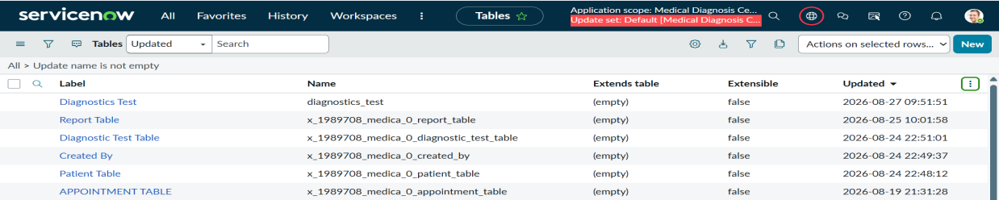 servicenow All Favorites History Workspaces Tables Application scope: Medical Diagnosis Ce...
Update set: Default [Medical Diagnosis C...
Tables Updated Search Actions on selected rows... New
All > Update name is not empty
Label Name Extends table Extensible Updated
Diagnostics Test diagnostics_test (empty) false 2026-08-27 09:51:51
Report Table x_1989708_medica_0_report_table (empty) false 2026-08-25 10:01:58
Diagnostic Test Table x_1989708_medica_0_diagnostic_test_table (empty) false 2026-08-24 22:51:01
Created By x_1989708_medica_0_created_by (empty) false 2026-08-24 22:49:37
Patient Table x_1989708_medica_0_patient_table (empty) false 2026-08-24 22:48:12
APPOINTMENT TABLE x_1989708_medica_0_appointment_table (empty) false 2026-08-19 21:31:28